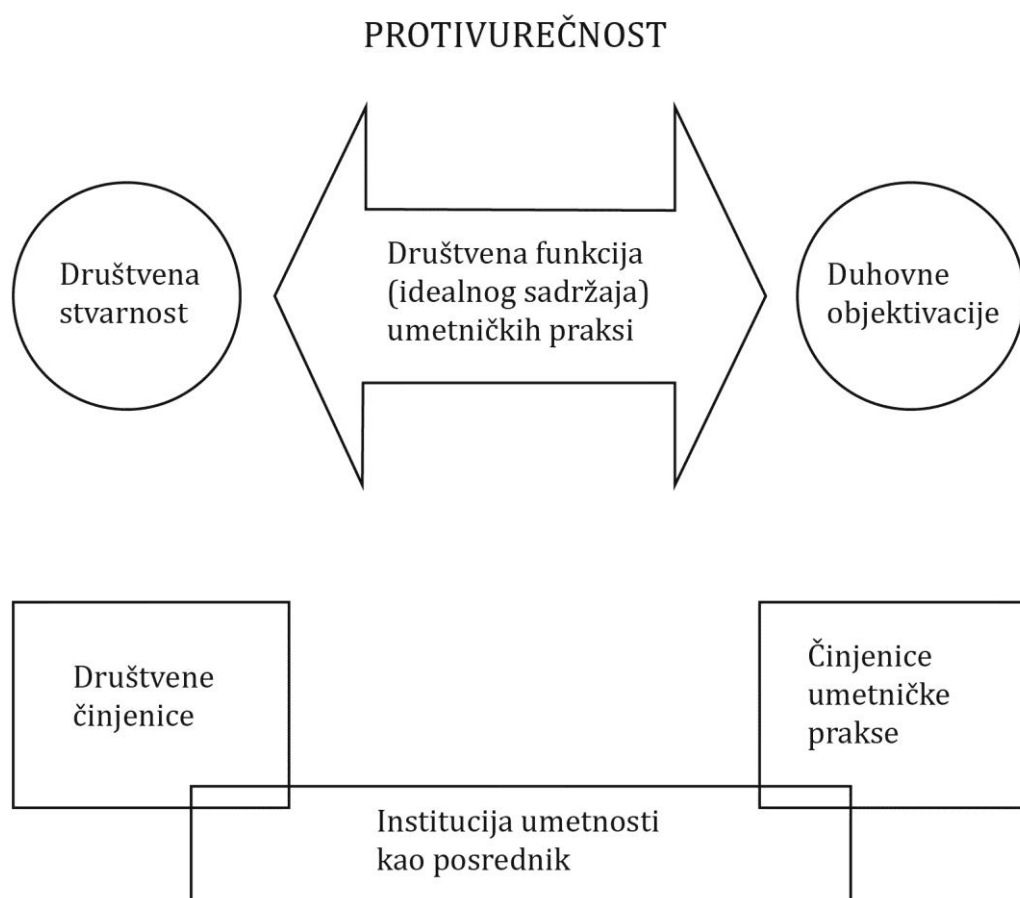 PROTIVUREČNOST
Društvena
stvarnost
Društvena funkcija
(idealnog sadržaja)
umetničkih praksi
Duhovne
objektivacije
Društvene
činjenice
Činjenice
umetničke
prakse
Institucija umetnosti
kao posrednik